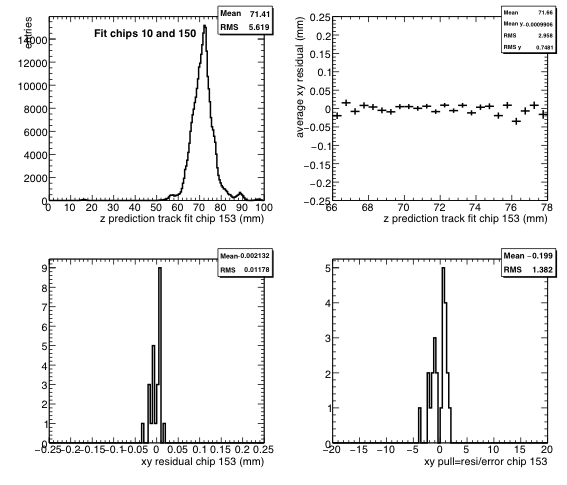 Mean 71.41
RMS 5.619
Fit chips 10 and 150
entries
14000
12000
10000
8000
6000
4000
2000
0
0 10 20 30 40 50 60 70 80 90 100
z prediction track fit chip 153 (mm)
Mean 71.66
Mean y -0.0009906
RMS 2.958
RMS y 0.7481
average xy residual (mm)
0.25
0.2
0.15
0.1
0.05
0
−0.05
−0.1
−0.15
−0.2
−0.25
66 68 70 72 74 76 78
z prediction track fit chip 153 (mm)
Mean -0.002132
RMS 0.01178
9
8
7
6
5
4
3
2
1
0
−0.25 −0.2 −0.15 −0.1 −0.05 0 0.05 0.1 0.15 0.2 0.25
xy residual chip 153 (mm)
Mean −0.199
RMS 1.382
5
4
3
2
1
0
−20 −15 −10 −5 0 5 10 15 20
xy pull=resi/error chip 153